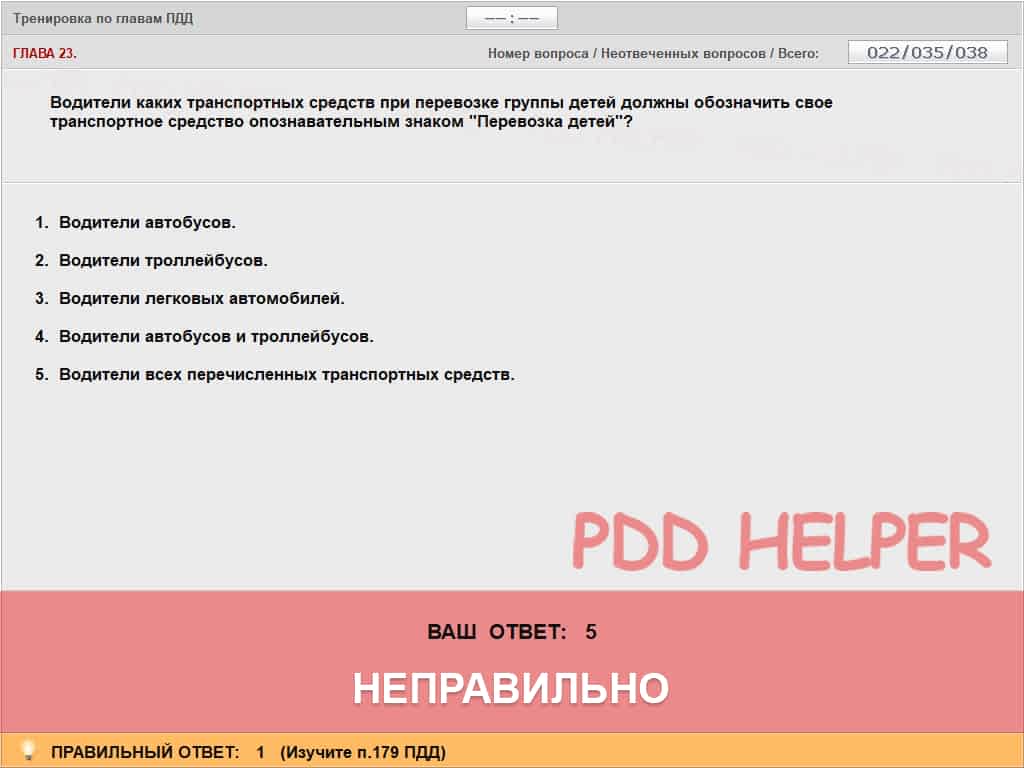 Тренировка по главам ПДД
–– : ––
ГЛАВА 23.
Номер вопроса / Неотвеченных вопросов / Всего: 022/035/038
Водители каких транспортных средств при перевозке группы детей должны обозначить свое
транспортное средство опознавательным знаком "Перевозка детей"?
1. Водители автобусов.
2. Водители троллейбусов.
3. Водители легковых автомобилей.
4. Водители автобусов и троллейбусов.
5. Водители всех перечисленных транспортных средств.
PDD HELPER
ВАШ ОТВЕТ: 5
НЕПРАВИЛЬНО
ПРАВИЛЬНЫЙ ОТВЕТ: 1 (Изучите п.179 ПДД)